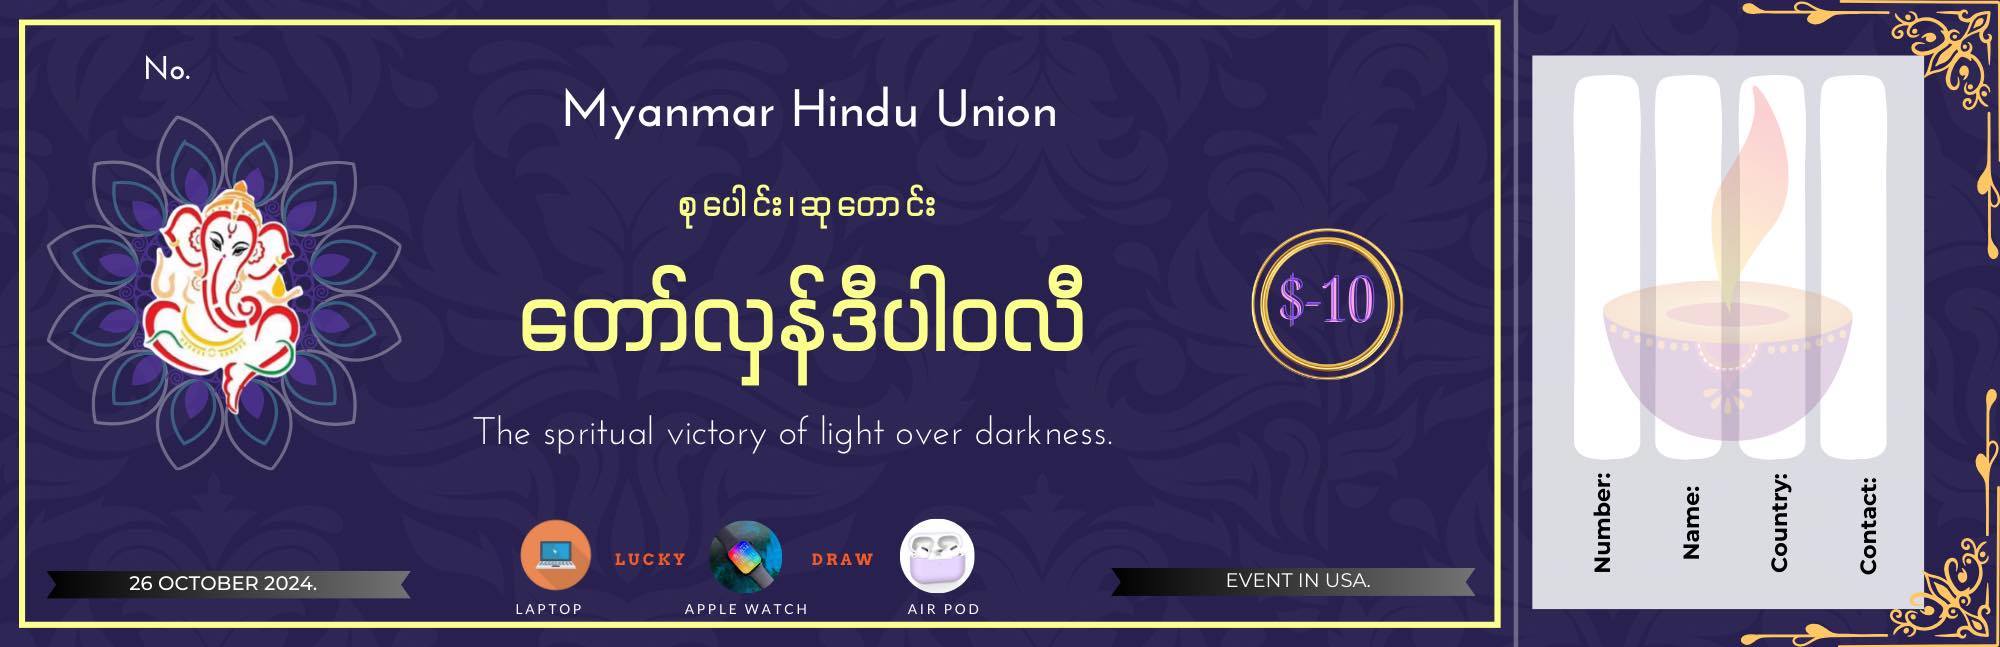 No.
Myanmar Hindu Union
စုပေါင်း၊ဆုတောင်း
တော်လှန်ဒီပါဝလီ
The spritual victory of light over darkness.
$-10
LUCKY DRAW
LAPTOP APPLE WATCH AIR POD
26 OCTOBER 2024.
EVENT IN USA.
Number:
Name:
Country:
Contact: